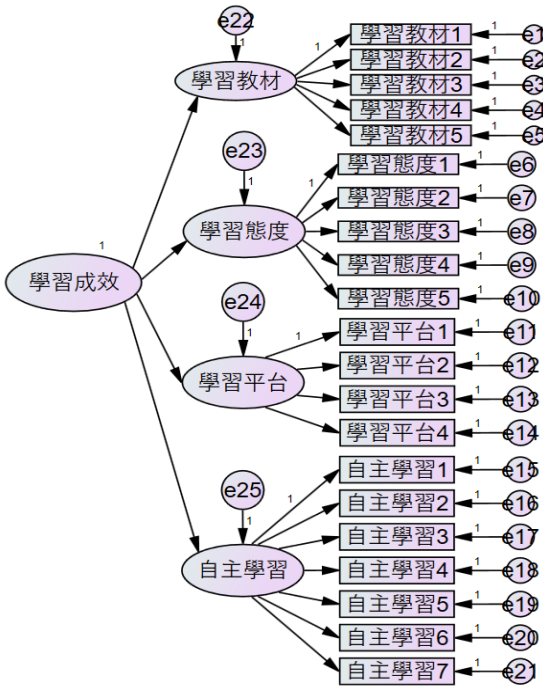 e22
1
學習教材
1
學習教材1
1
e1
學習教材2
1
e2
學習教材3
1
e3
學習教材4
1
e4
學習教材5
1
e5
e23
1
學習態度
1
學習態度1
1
e6
學習態度2
1
e7
學習態度3
1
e8
學習態度4
1
e9
學習態度5
1
e10
1
學習成效
e24
1
學習平台
1
學習平台1
1
e11
學習平台2
1
e12
學習平台3
1
e13
學習平台4
1
e14
e25
1
自主學習
1
自主學習1
1
e15
自主學習2
1
e16
自主學習3
1
e17
自主學習4
1
e18
自主學習5
1
e19
自主學習6
1
e20
自主學習7
1
e21